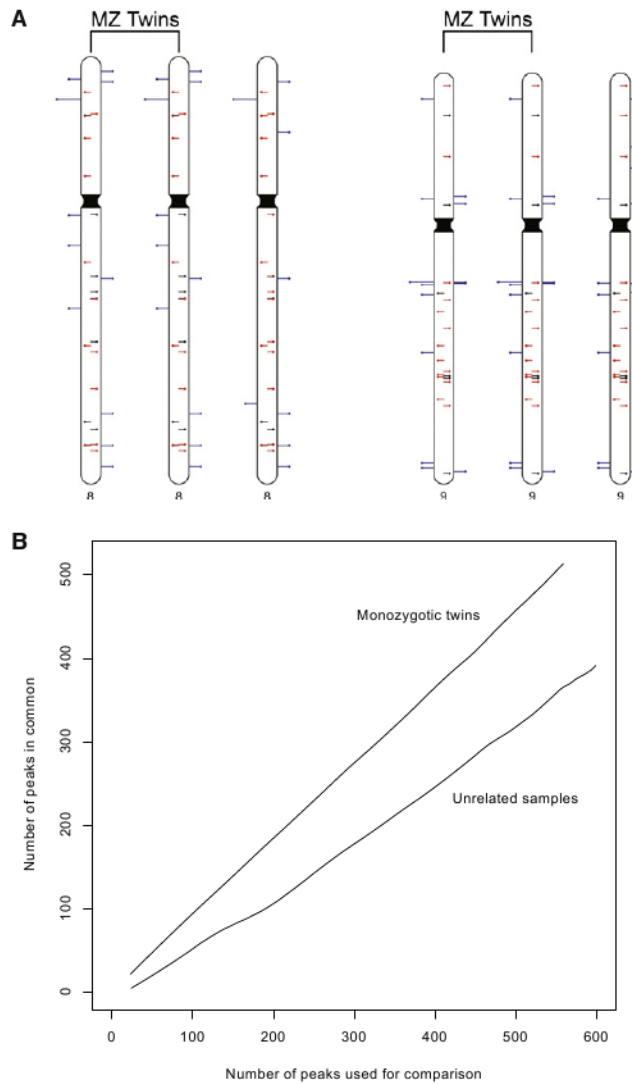 A
MZ Twins
MZ Twins
8 8 8
9 9 9
B
Number of peaks in common
500
400
300
200
100
0
Monozygotic twins
Unrelated samples
0 100 200 300 400 500 600
Number of peaks used for comparison